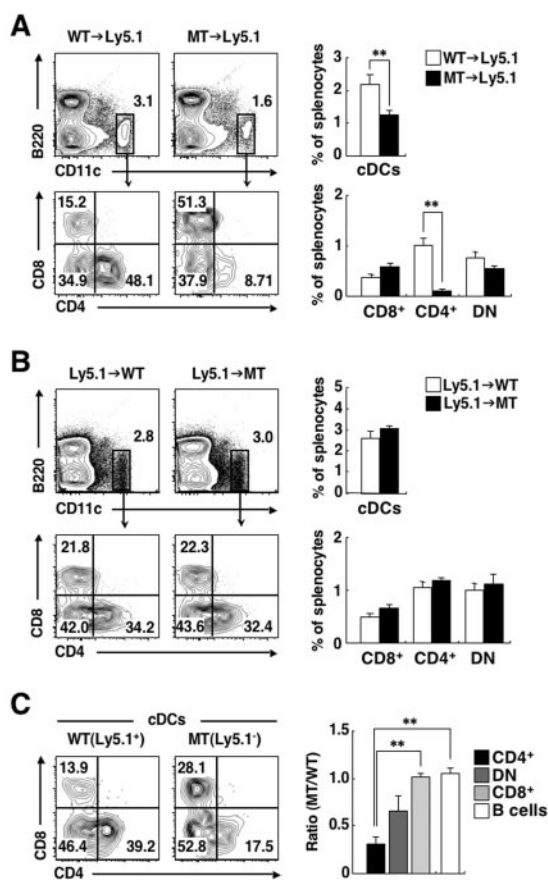 A
WT→Ly5.1 MT→Ly5.1
3.1 1.6
B220
CD11c
15.2 51.3
34.9 48.1 37.9 8.71
CD8
CD4
% of splenocytes
3
2
1
0
**
WT→Ly5.1
MT→Ly5.1
cDCs
% of splenocytes
2
1
0
**
CD8+ CD4+ DN
B
Ly5.1→WT Ly5.1→MT
2.8 3.0
B220
CD11c
21.8 22.3
42.0 34.2 43.6 32.4
CD8
CD4
% of splenocytes
5
4
3
2
1
0
Ly5.1→WT
Ly5.1→MT
cDCs
% of splenocytes
2
1
0
CD8+ CD4+ DN
C
cDCs
WT(Ly5.1+) MT(Ly5.1-)
13.9 28.1
46.4 39.2 52.8 17.5
CD8
CD4
Ratio (MT/WT)
1.5
1.0
0.5
0
**
**
CD4+
DN
CD8+
B cells